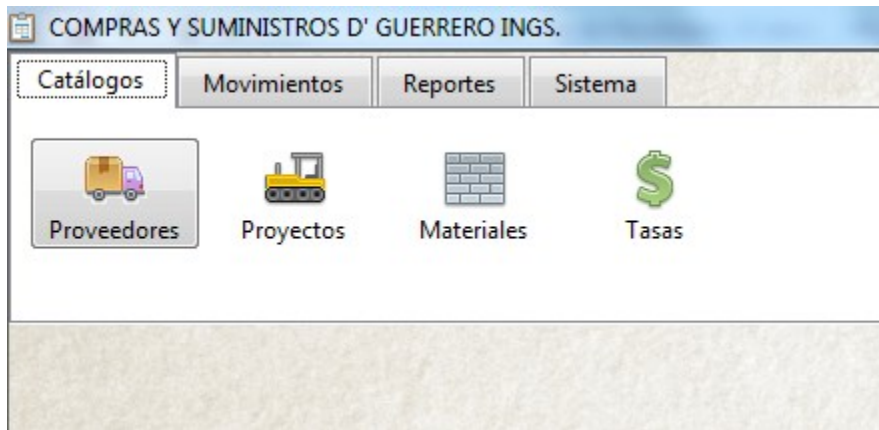 COMPRAS Y SUMINISTROS D' GUERRERO INGS.
Catálogos Movimientos Reportes Sistema
Proveedores Proyectos Materiales Tasas